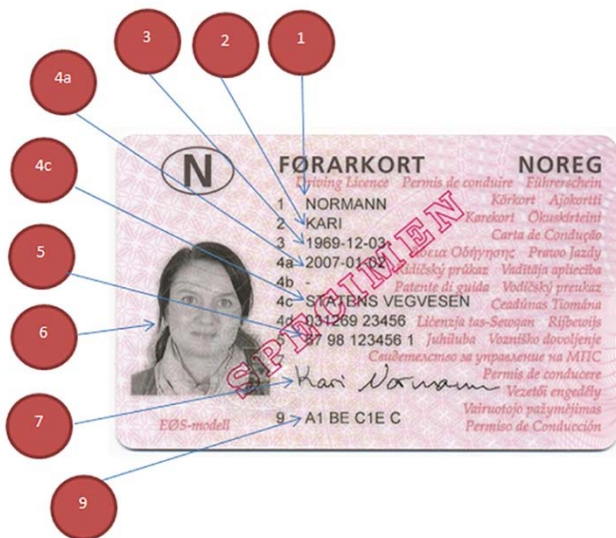 3
2
1
4a
4c
5
6
7
9
N
FØRARKORT NOREG
Driving Licence Permis de conduire Führerschein
1 NORMANN
Körkort Ajokortti
2 KARI
Karekort Ökuskírteini
3 1969-12-03
Carta de Condução
4a 2007-01-02
Οδήγησης Prawo Jazdy
4b -
Řidičský průkaz Vadītāja apliecība
Patente di guida Vodičský preukaz
4c STATENS VEGVESEN
Ceadúnas Tiomána
4d 031269 23456 Liċenzja tas-Sewqan Rijbewijs
5 87 98 123456 1 Juhiluba Vozniško dovoljenje
Свидетелство за управление на МПС
Permis de conducere
Kari Normann
Vezetői engedély
Vairuotojo pažymėjimas
EØS-modell
9 A1 BE C1E C
Permiso de Conducción
SPECIMEN